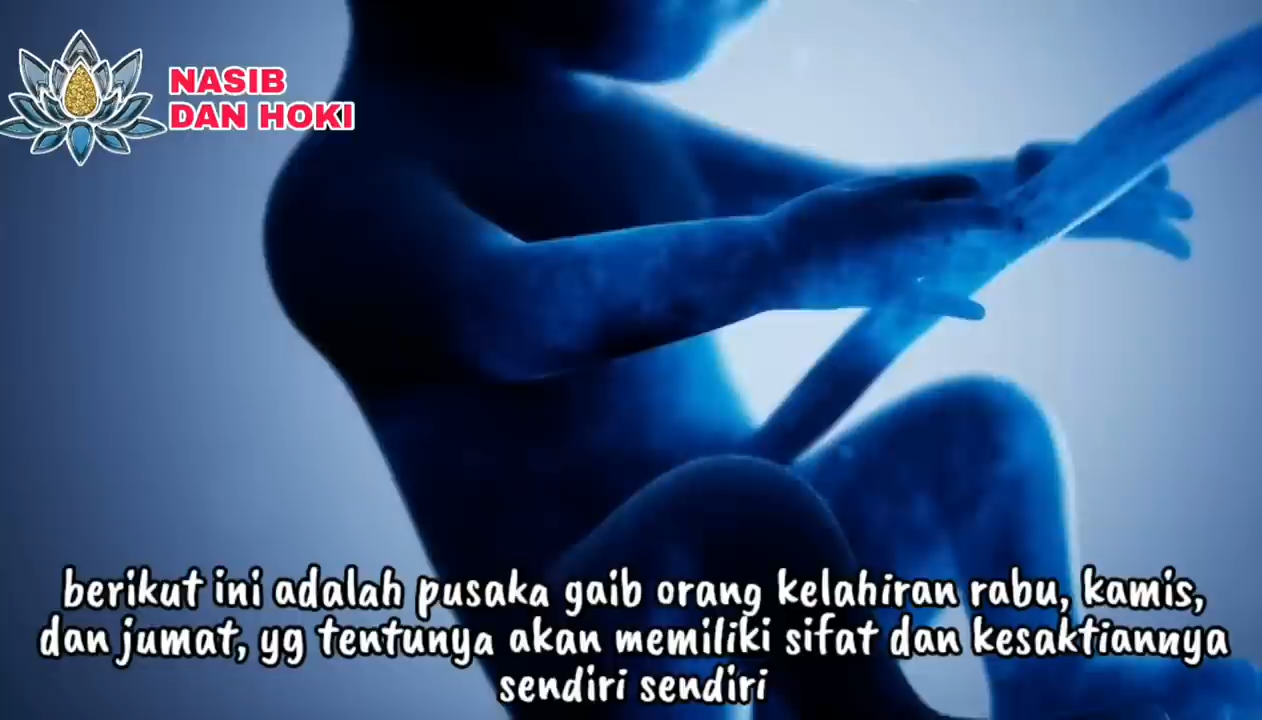 NASIB
DAN HOKI
berikut ini adalah pusaka gaib orang kelahiran rabu, kamis,
dan jumat, yg tentunya akan memiliki sifat dan kesaktiannya
sendiri sendiri